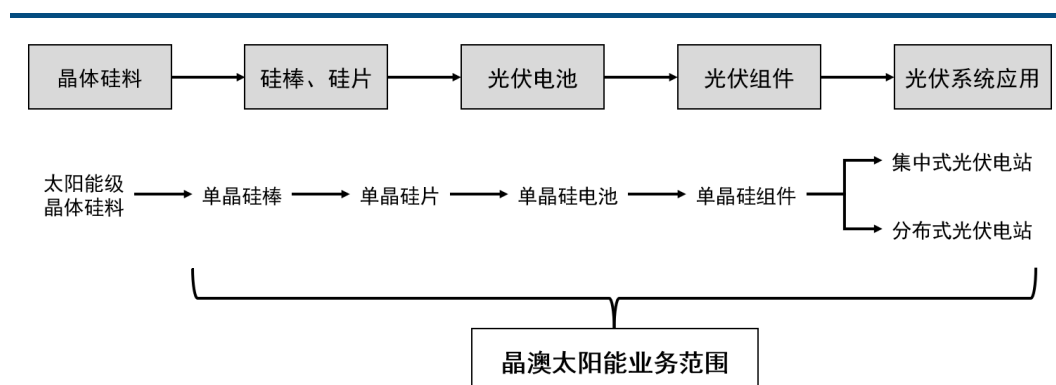 晶体硅料
硅棒、硅片
光伏电池
光伏组件
光伏系统应用
太阳能级
晶体硅料
单晶硅棒
单晶硅片
单晶硅电池
单晶硅组件
集中式光伏电站
分布式光伏电站
晶澳太阳能业务范围